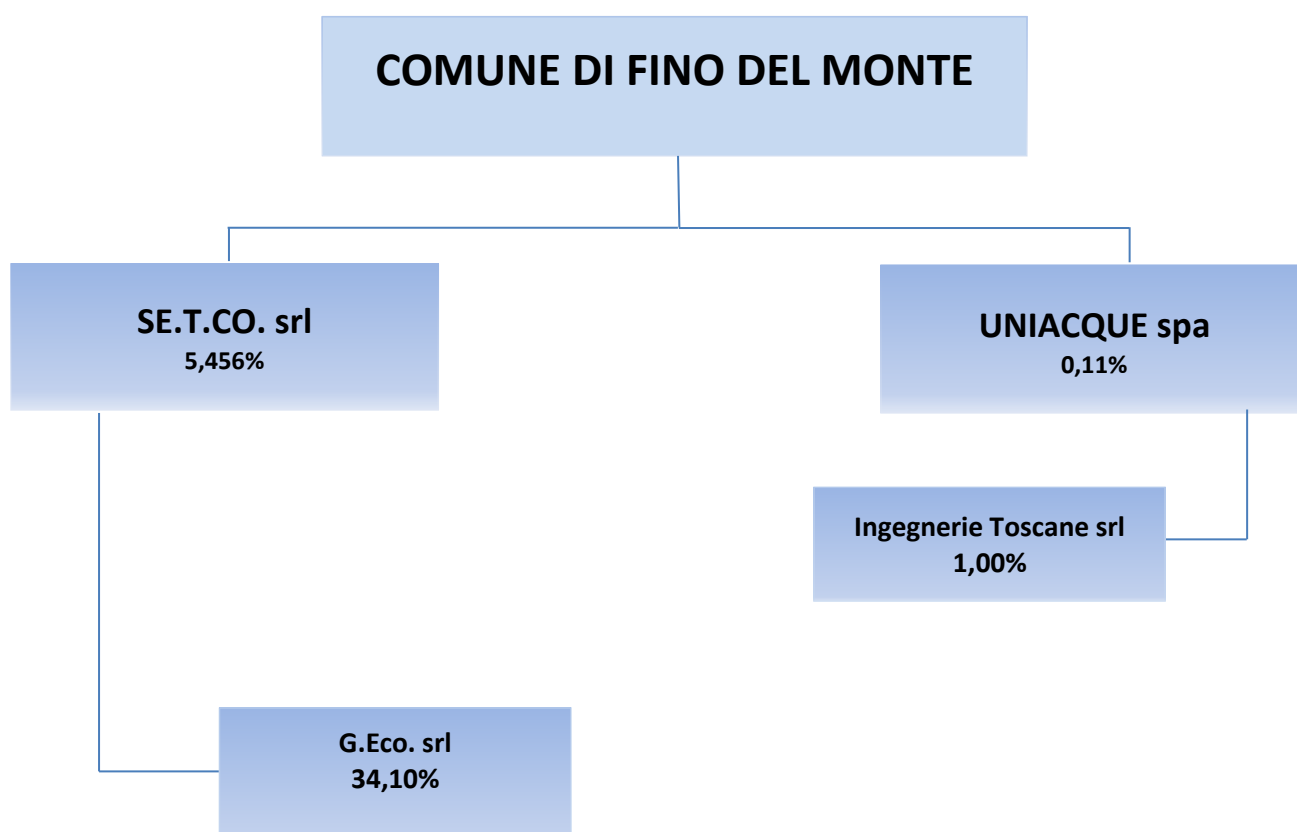 COMUNE DI FINO DEL MONTE
SE.T.CO. srl
5,456%
UNIACQUE spa
0,11%
Ingegnerie Toscane srl
1,00%
G.Eco. srl
34,10%